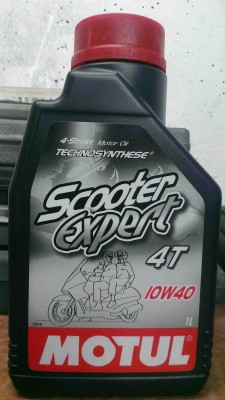 4-Stroke Motor Oil
TECHNOSYNTHESE®
Scooter
expert
4T
10W40
1L
MOTUL